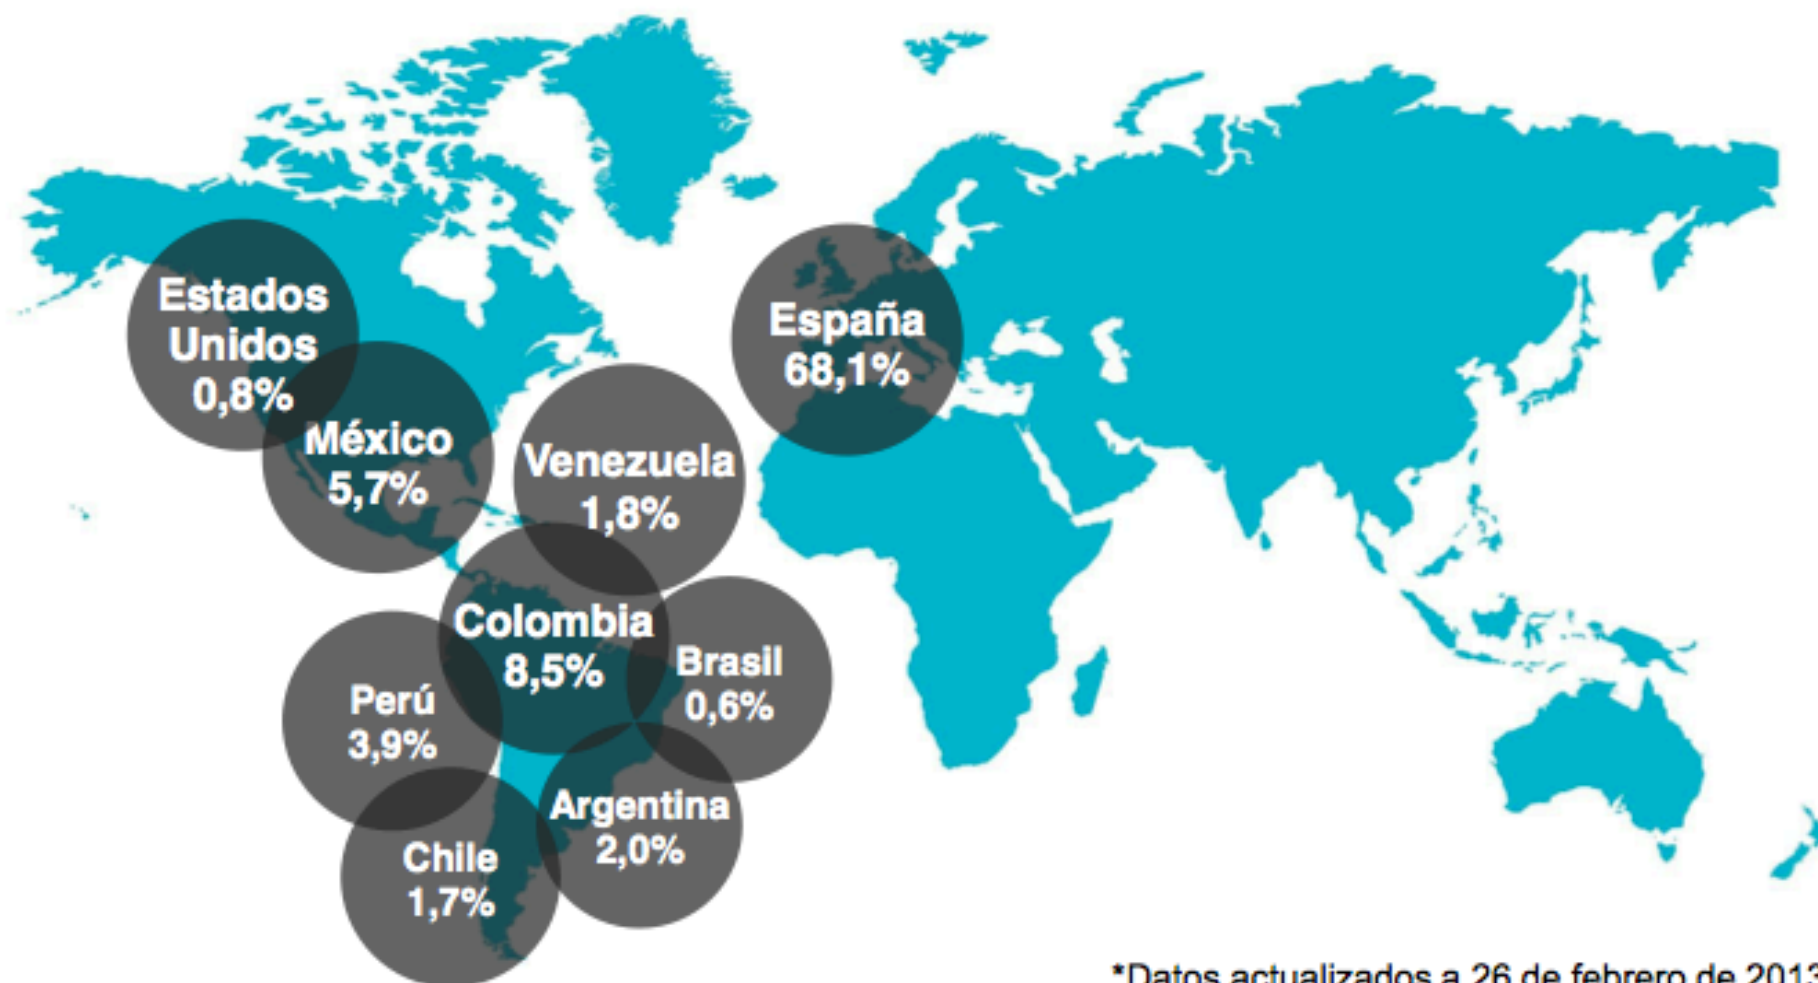 Estados
Unidos
0,8%
México
5,7%
Venezuela
1,8%
España
68,1%
Colombia
8,5%
Brasil
0,6%
Perú
3,9%
Argentina
2,0%
Chile
1,7%
*Datos actualizados a 26 de febrero de 2013